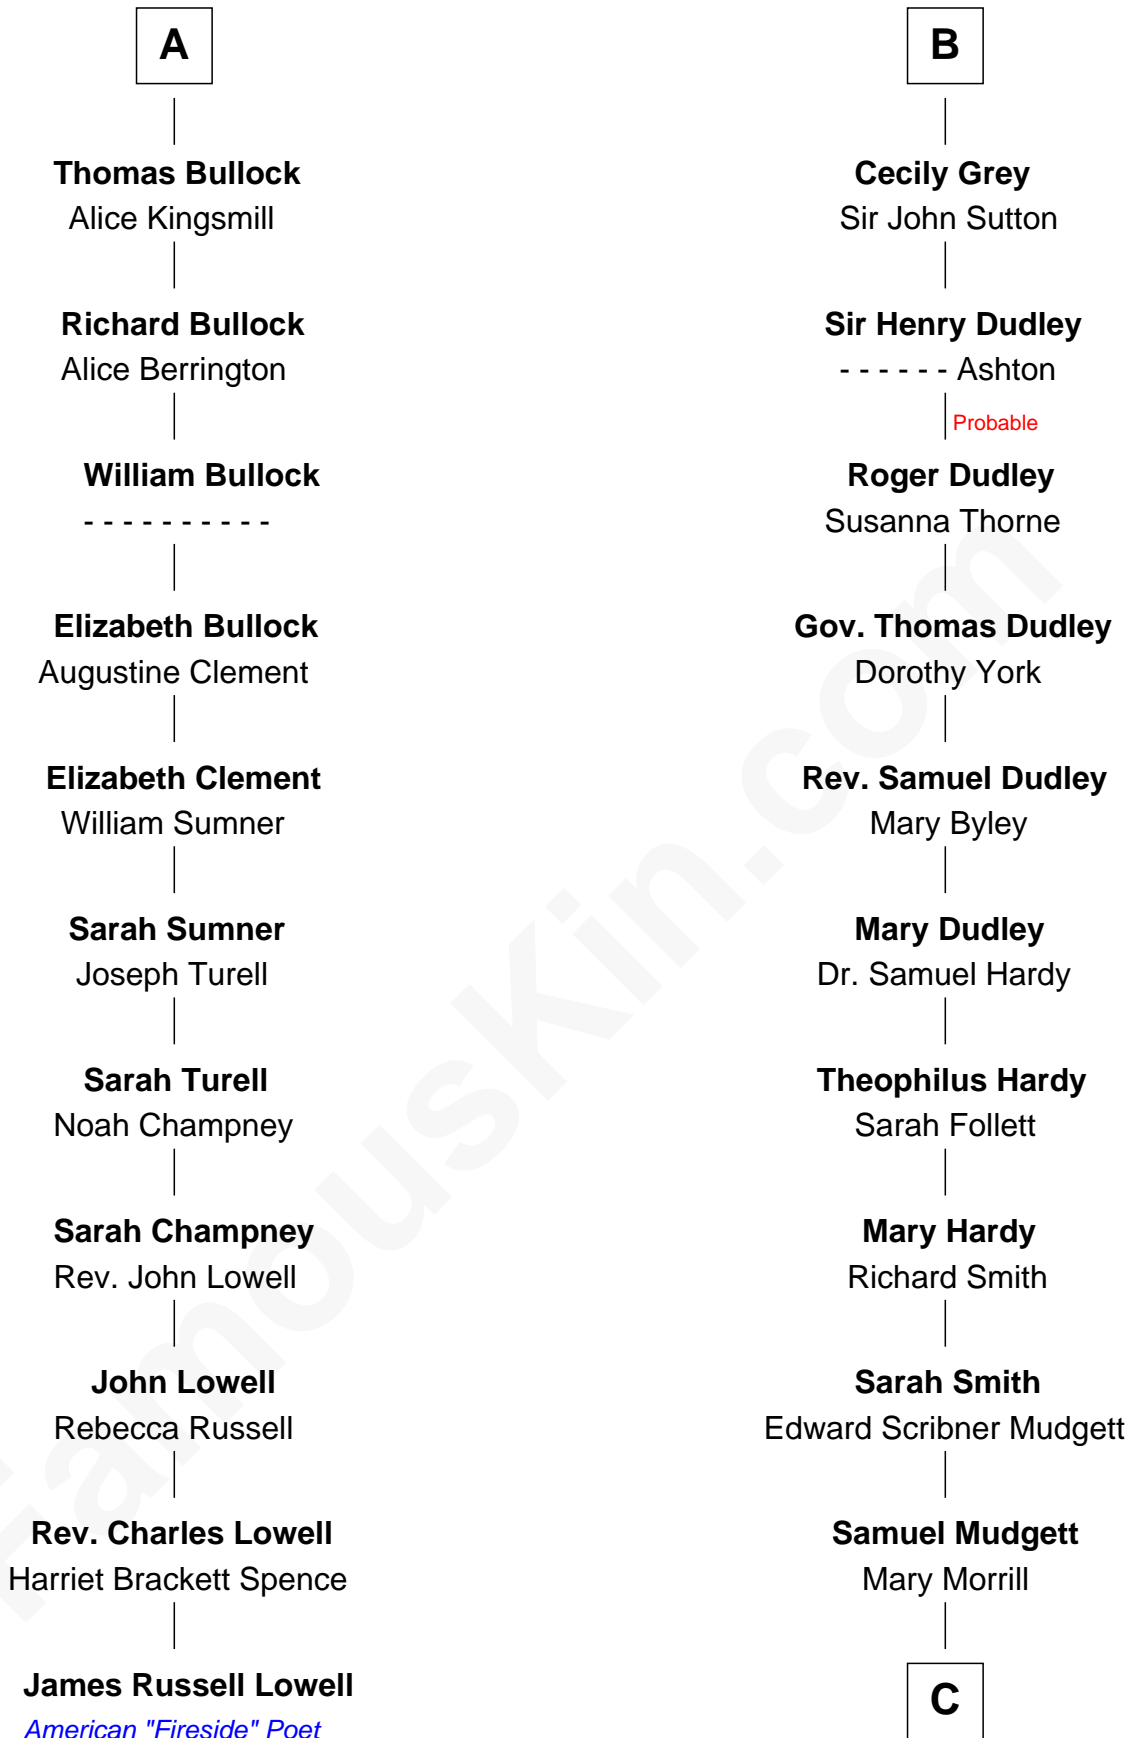 A
Thomas Bullock
Alice Kingsmill
Richard Bullock
Alice Berrington
William Bullock
- - - - - - - - - -
Elizabeth Bullock
Augustine Clement
Elizabeth Clement
William Sumner
Sarah Sumner
Joseph Turell
Sarah Turell
Noah Champney
Sarah Champney
Rev. John Lowell
John Lowell
Rebecca Russell
Rev. Charles Lowell
Harriet Brackett Spence
James Russell Lowell
American "Fireside" Poet
B
Cecily Grey
Sir John Sutton
Sir Henry Dudley
- - - - - - Ashton
Probable
Roger Dudley
Susanna Thorne
Gov. Thomas Dudley
Dorothy York
Rev. Samuel Dudley
Mary Byley
Mary Dudley
Dr. Samuel Hardy
Theophilus Hardy
Sarah Follett
Mary Hardy
Richard Smith
Sarah Smith
Edward Scribner Mudgett
Samuel Mudgett
Mary Morrill
C
FamousKin.com